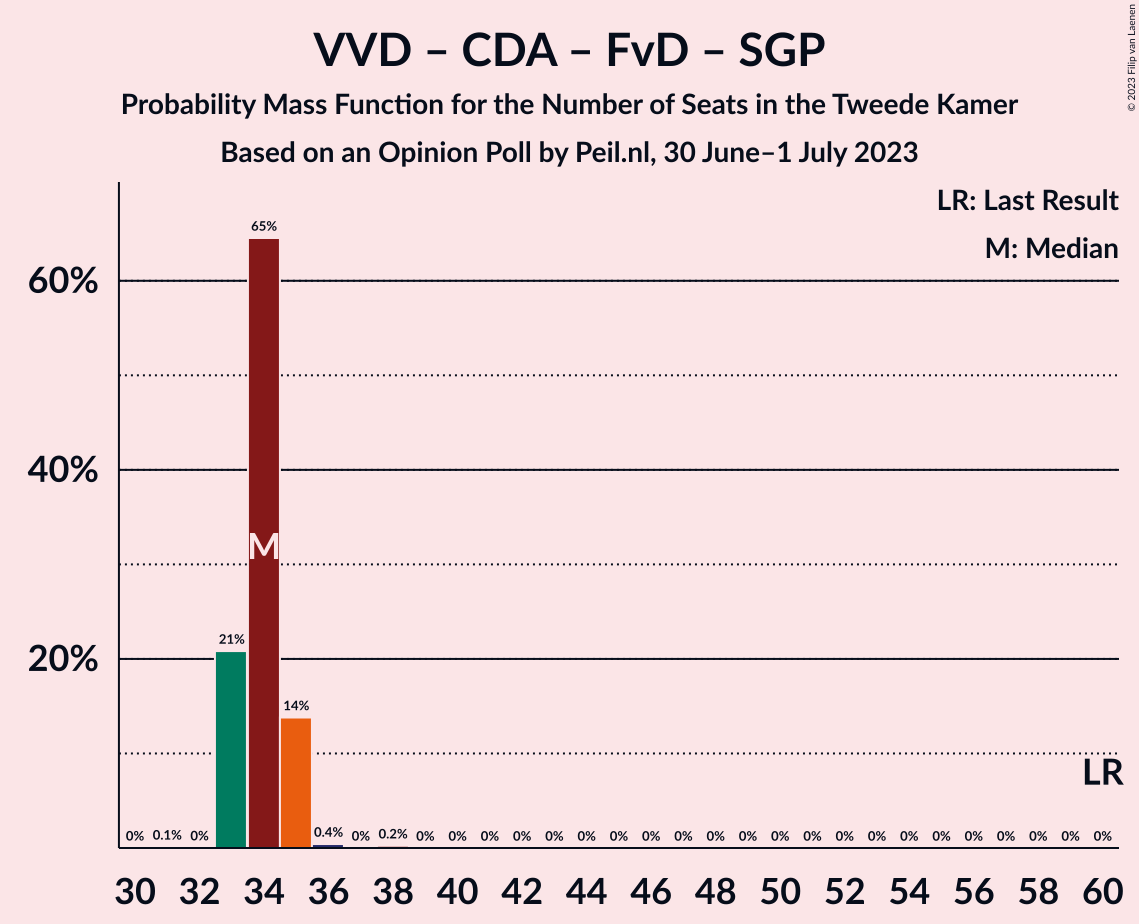 VVD – CDA – FvD – SGP
Probability Mass Function for the Number of Seats in the Tweede Kamer
Based on an Opinion Poll by Peil.nl, 30 June–1 July 2023
© 2023 Filip van Laenen
LR: Last Result
M: Median
60%
40%
20%
65%
M
21%
14%
LR
0% 0.1% 0% 0.4% 0% 0.2% 0% 0% 0% 0% 0% 0% 0% 0% 0% 0% 0% 0% 0% 0% 0% 0% 0% 0% 0% 0% 0% 0%
30 32 34 36 38 40 42 44 46 48 50 52 54 56 58 60